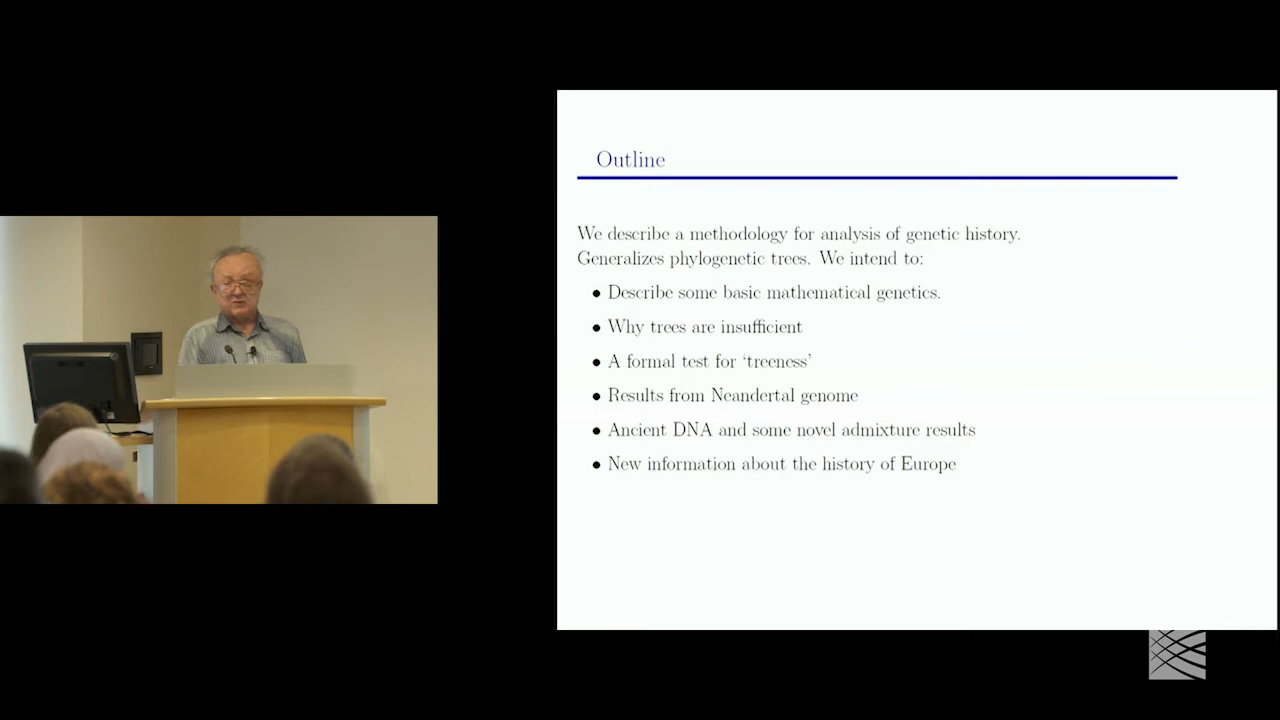 Outline
We describe a methodology for analysis of genetic history.
Generalizes phylogenetic trees. We intend to:
• Describe some basic mathematical genetics.
• Why trees are insufficient
• A formal test for ‘treeness’
• Results from Neandertal genome
• Ancient DNA and some novel admixture results
• New information about the history of Europe